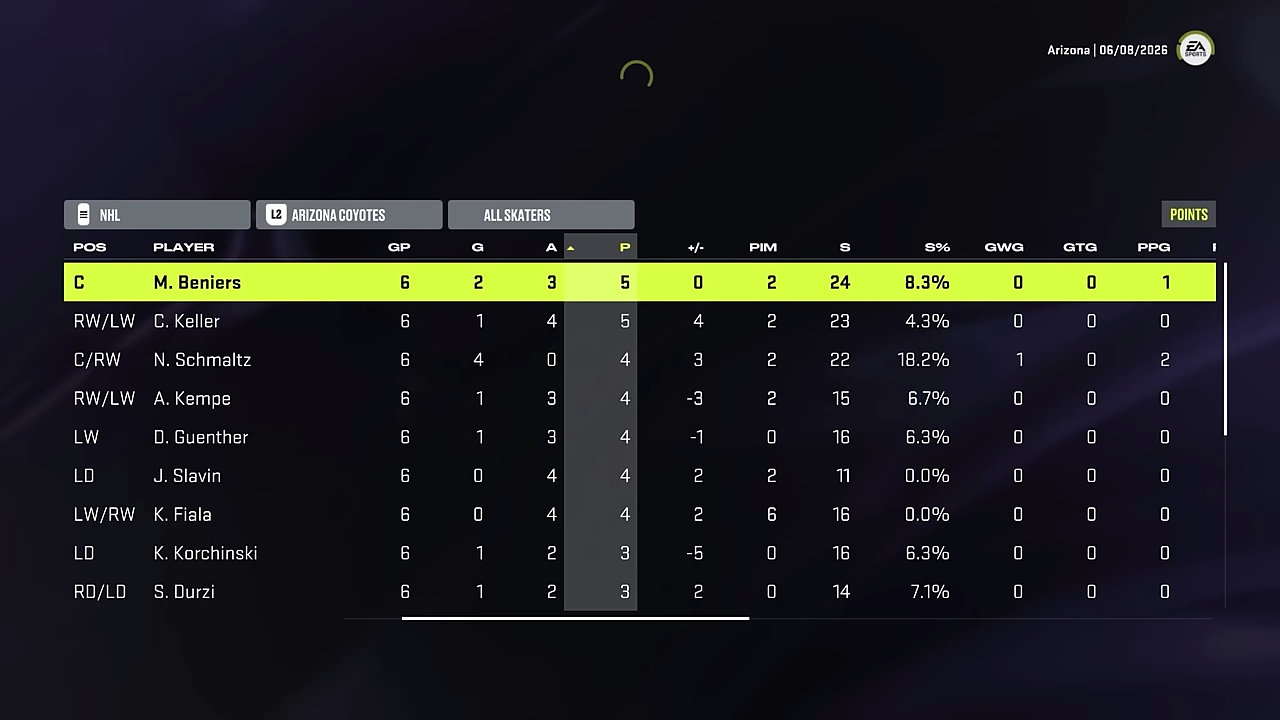 Arizona | 06/08/2026 EA SPORTS
NHL L2 ARIZONA COYOTES ALL SKATERS POINTS
POS PLAYER GP G A P +/- PIM S S% GWG GTG PPG
C M. Beniers 6 2 3 5 0 2 24 8.3% 0 0 1
RW/LW C. Keller 6 1 4 5 4 2 23 4.3% 0 0 0
C/RW N. Schmaltz 6 4 0 4 3 2 22 18.2% 1 0 2
RW/LW A. Kempe 6 1 3 4 -3 2 15 6.7% 0 0 0
LW D. Guenther 6 1 3 4 -1 0 16 6.3% 0 0 0
LD J. Slavin 6 0 4 4 2 2 11 0.0% 0 0 0
LW/RW K. Fiala 6 0 4 4 2 6 16 0.0% 0 0 0
LD K. Korchinski 6 1 2 3 -5 0 16 6.3% 0 0 0
RD/LD S. Durzi 6 1 2 3 2 0 14 7.1% 0 0 0